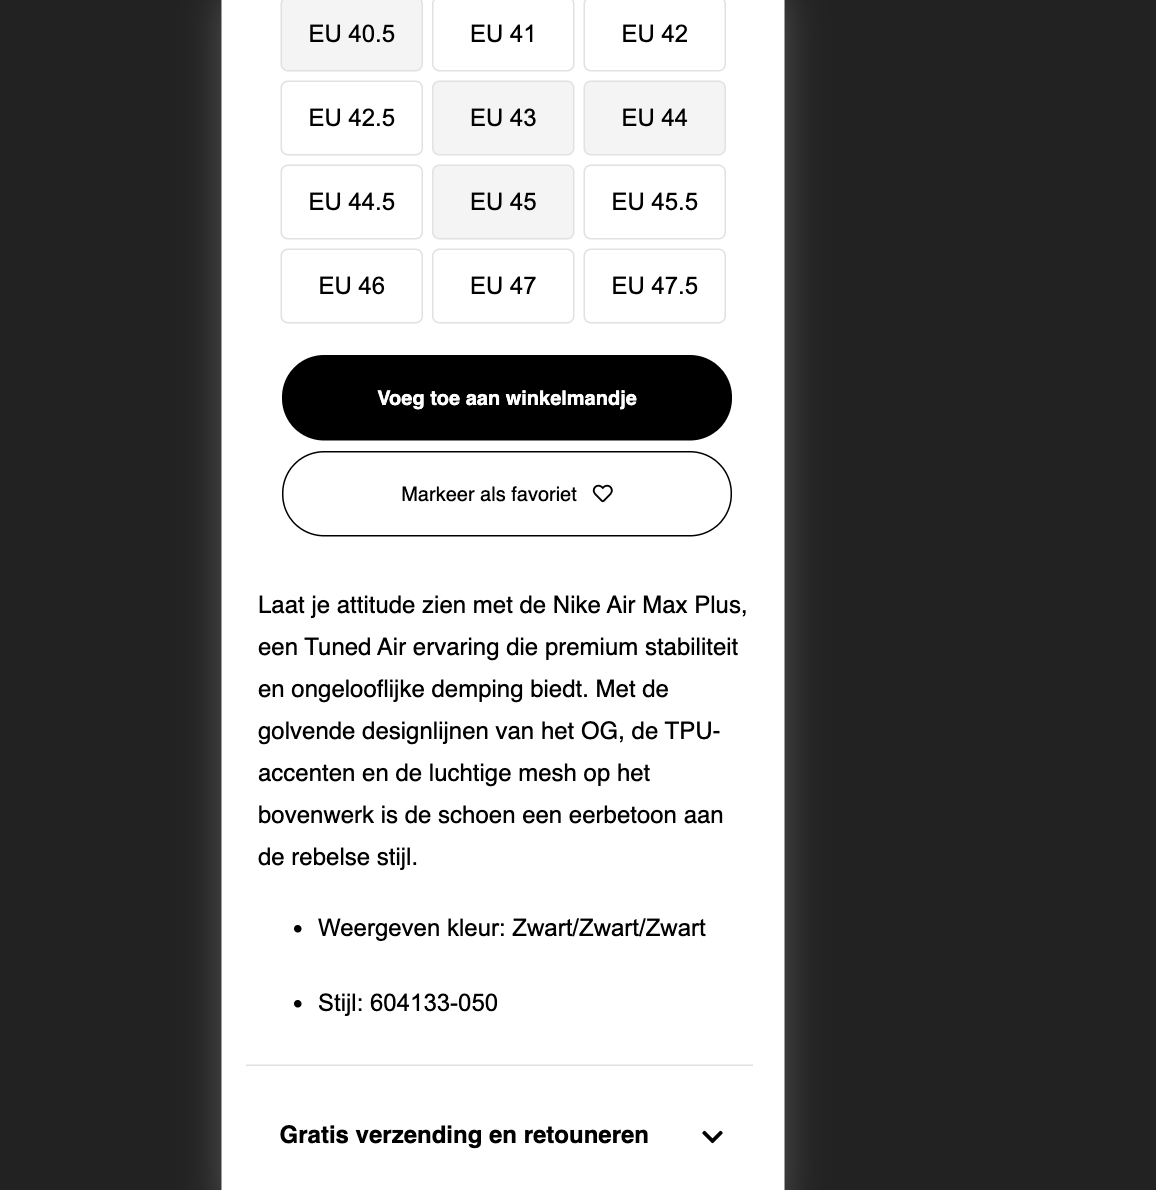 EU 40.5 EU 41 EU 42
EU 42.5 EU 43 EU 44
EU 44.5 EU 45 EU 45.5
EU 46 EU 47 EU 47.5
Voeg toe aan winkelmandje
Markeer als favoriet
Laat je attitude zien met de Nike Air Max Plus,
een Tuned Air ervaring die premium stabiliteit
en ongelooflijke demping biedt. Met de
golvende designlijnen van het OG, de TPU-
accenten en de luchtige mesh op het
bovenwerk is de schoen een eerbetoon aan
de rebelse stijl.
• Weergeven kleur: Zwart/Zwart/Zwart
• Stijl: 604133-050
Gratis verzending en retouneren